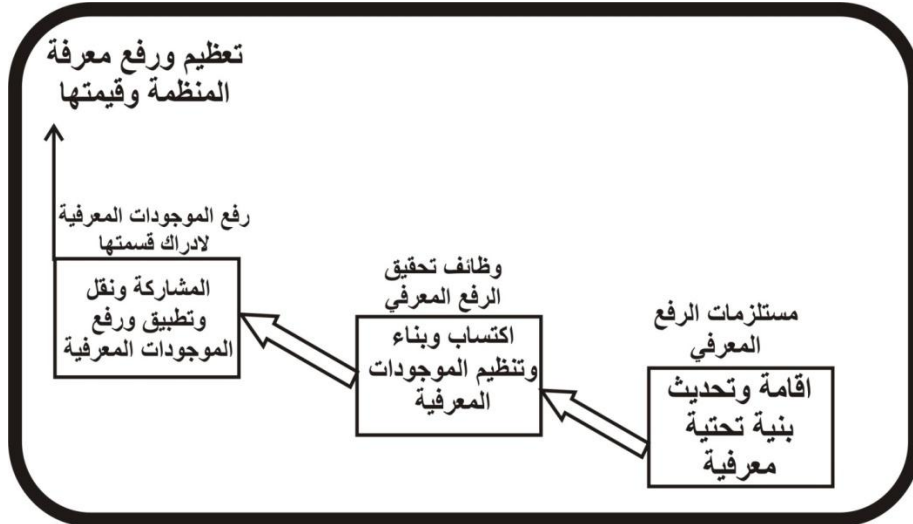 تعظيم ورفع معرفة
المنظمة وقيمتها
رفع الموجودات المعرفية
لادراك قسمتها
المشاركة ونقل
وتطبيق ورفع
الموجودات المعرفية
وظائف تحقيق
الرفع المعرفي
اكتساب وبناء
وتنظيم الموجودات
المعرفية
مستلزمات الرفع
المعرفي
اقامة وتحديث
بنية تحتية
معرفية